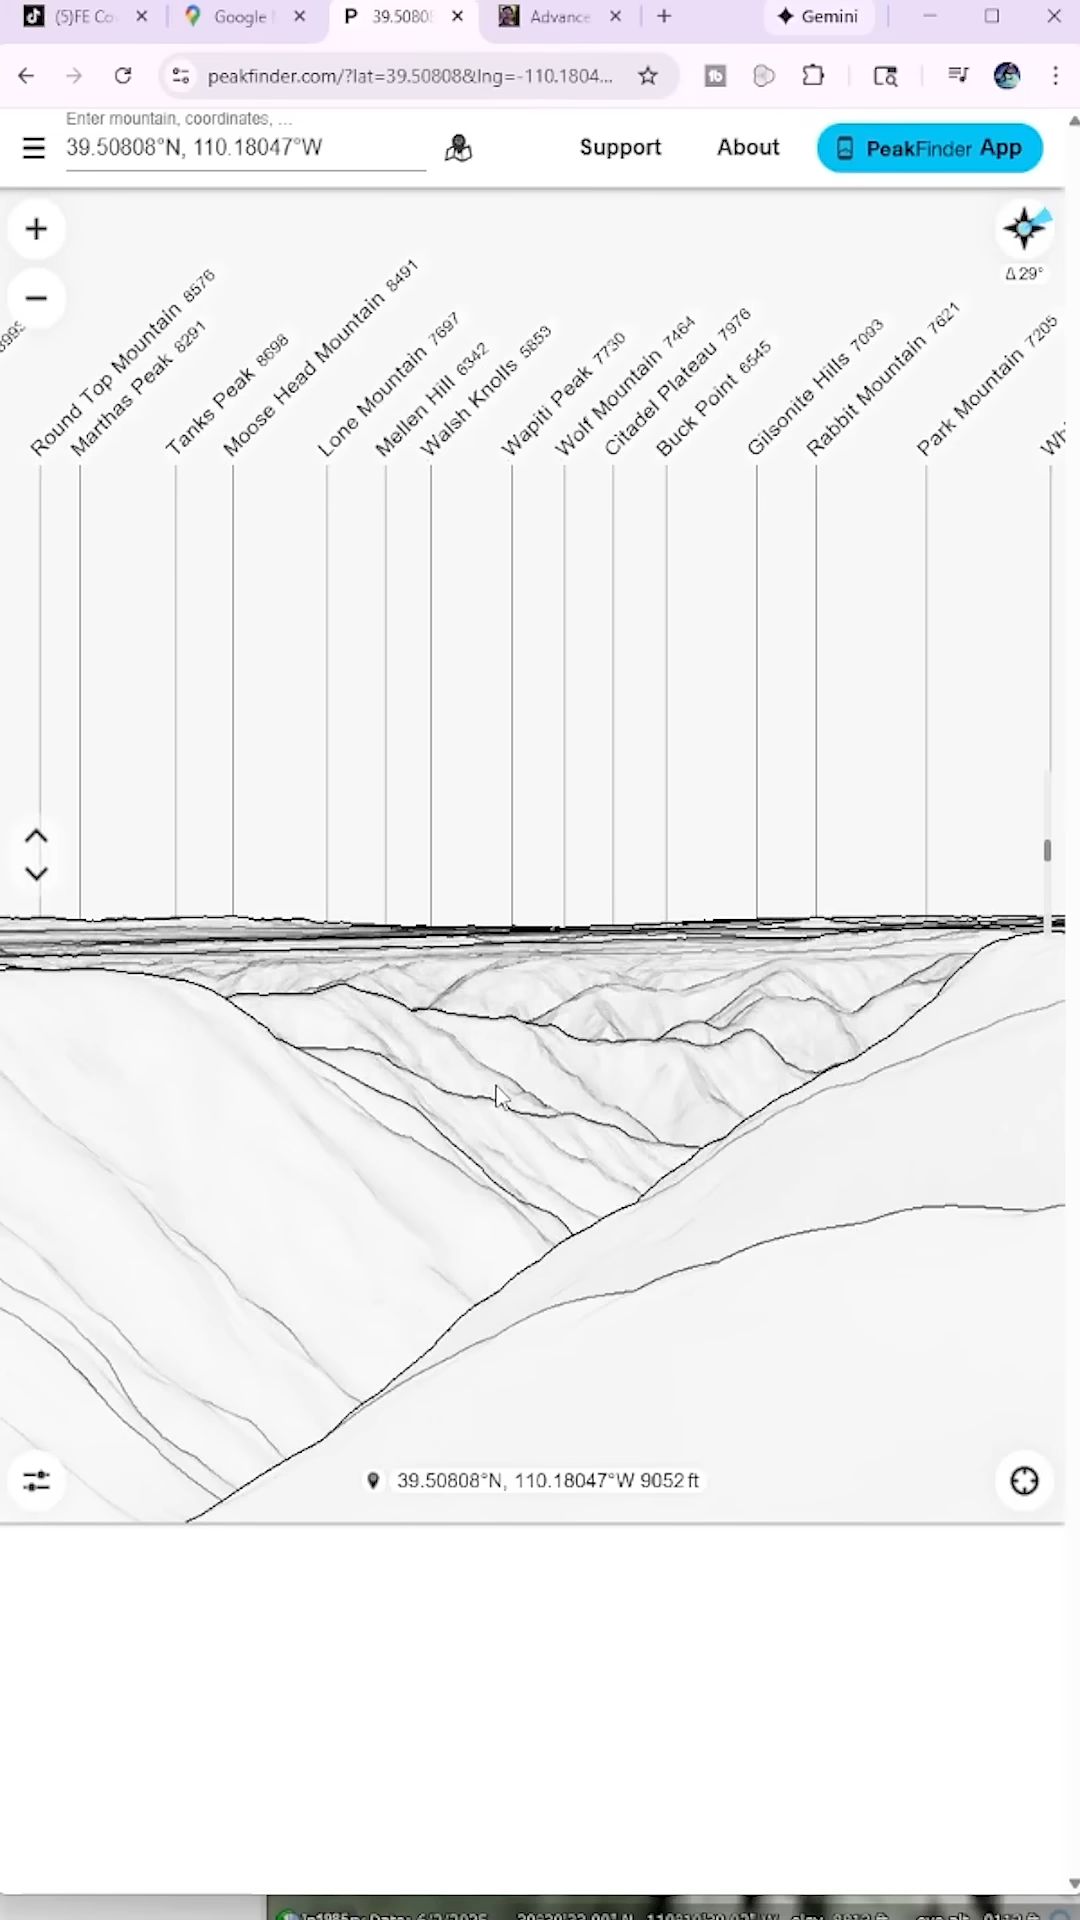 (5)FE Co
Google
39.5080
Advance
Gemini
peakfinder.com/?lat=39.50808&lng=-110.1804...
Enter mountain, coordinates, ...
39.50808°N, 110.18047°W
Support
About
PeakFinder App
Δ29°
Round Top Mountain 8576
Marthas Peak 8291
Tanks Peak 8698
Moose Head Mountain 8491
Lone Mountain 7697
Mellen Hill 6342
Walsh Knolls 5853
Wapiti Peak 7730
Wolf Mountain 7464
Citadel Plateau 7976
Buck Point 6545
Gilsonite Hills 7093
Rabbit Mountain 7621
Park Mountain 7205
39.50808°N, 110.18047°W 9052 ft